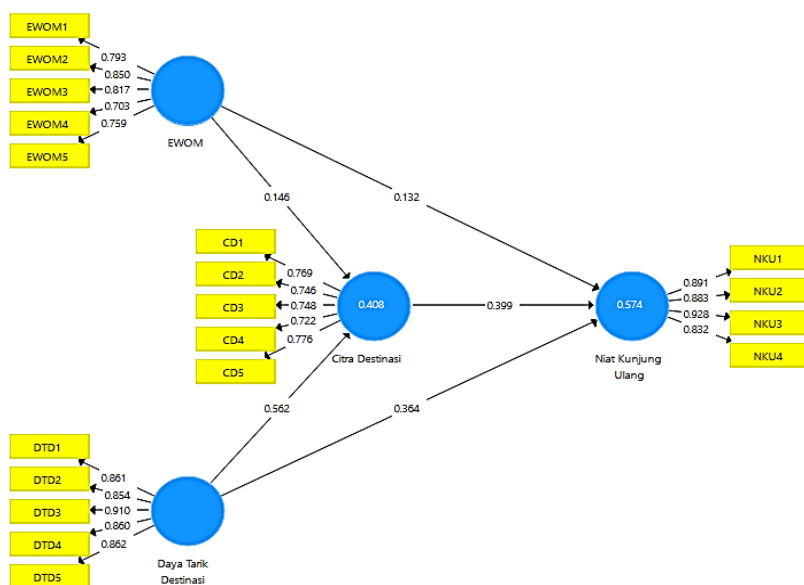 EWOM1
EWOM2
EWOM3
EWOM4
EWOM5
0.793
0.850
0.817
0.703
0.759
EWOM
0.146
0.132
CD1
CD2
CD3
CD4
CD5
0.769
0.746
0.748
0.722
0.776
0.408
Citra Destinasi
0.399
0.574
Niat Kunjung
Ulang
0.891
0.883
0.928
0.832
NKU1
NKU2
NKU3
NKU4
0.562
0.364
DTD1
DTD2
DTD3
DTD4
DTD5
0.861
0.854
0.910
0.860
0.862
Daya Tarik
Destinasi